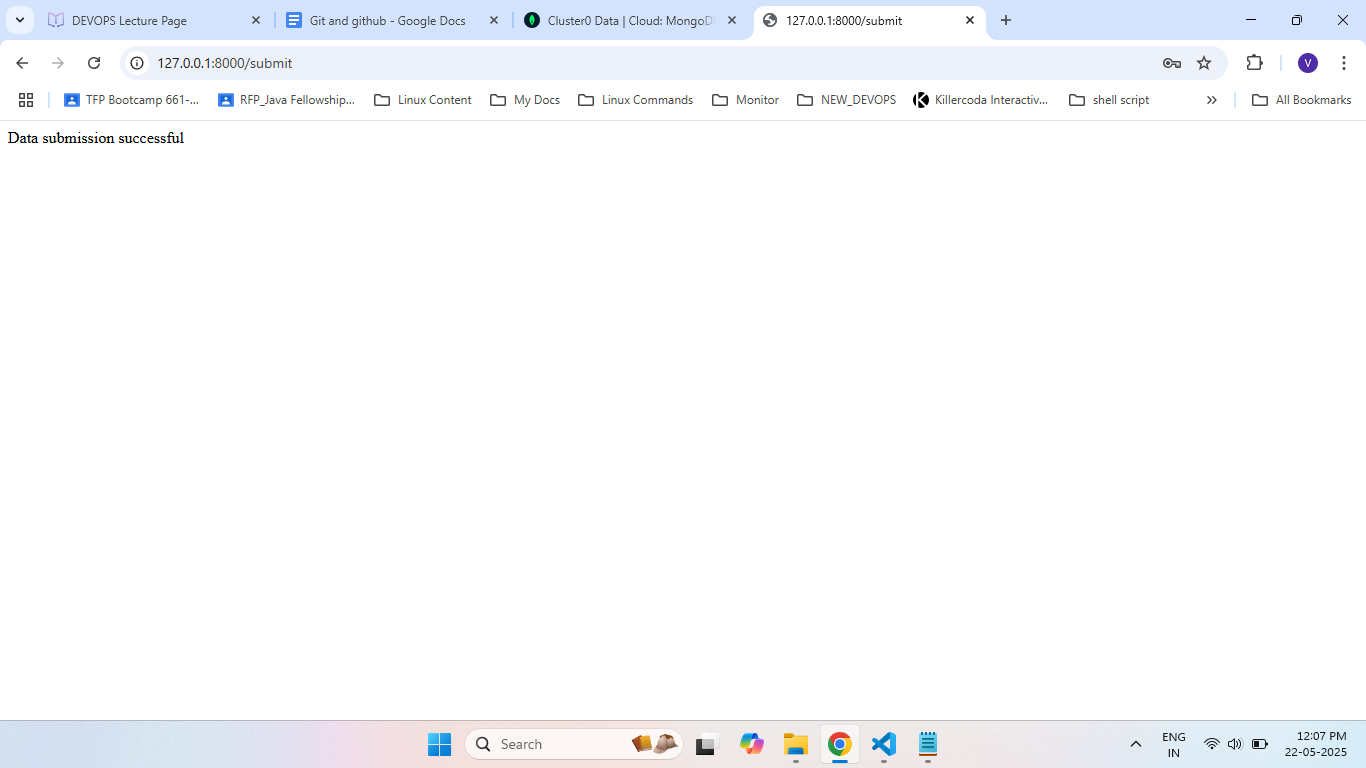 DEVOPS Lecture Page
Git and github - Google Docs
Cluster0 Data | Cloud: MongoD
127.0.0.1:8000/submit
127.0.0.1:8000/submit
V
TFP Bootcamp 661-...
RFP_Java Fellowship...
Linux Content
My Docs
Linux Commands
Monitor
NEW_DEVOPS
Killercoda Interactiv...
shell script
All Bookmarks
Data submission successful
Search
ENG
IN
12:07 PM
22-05-2025